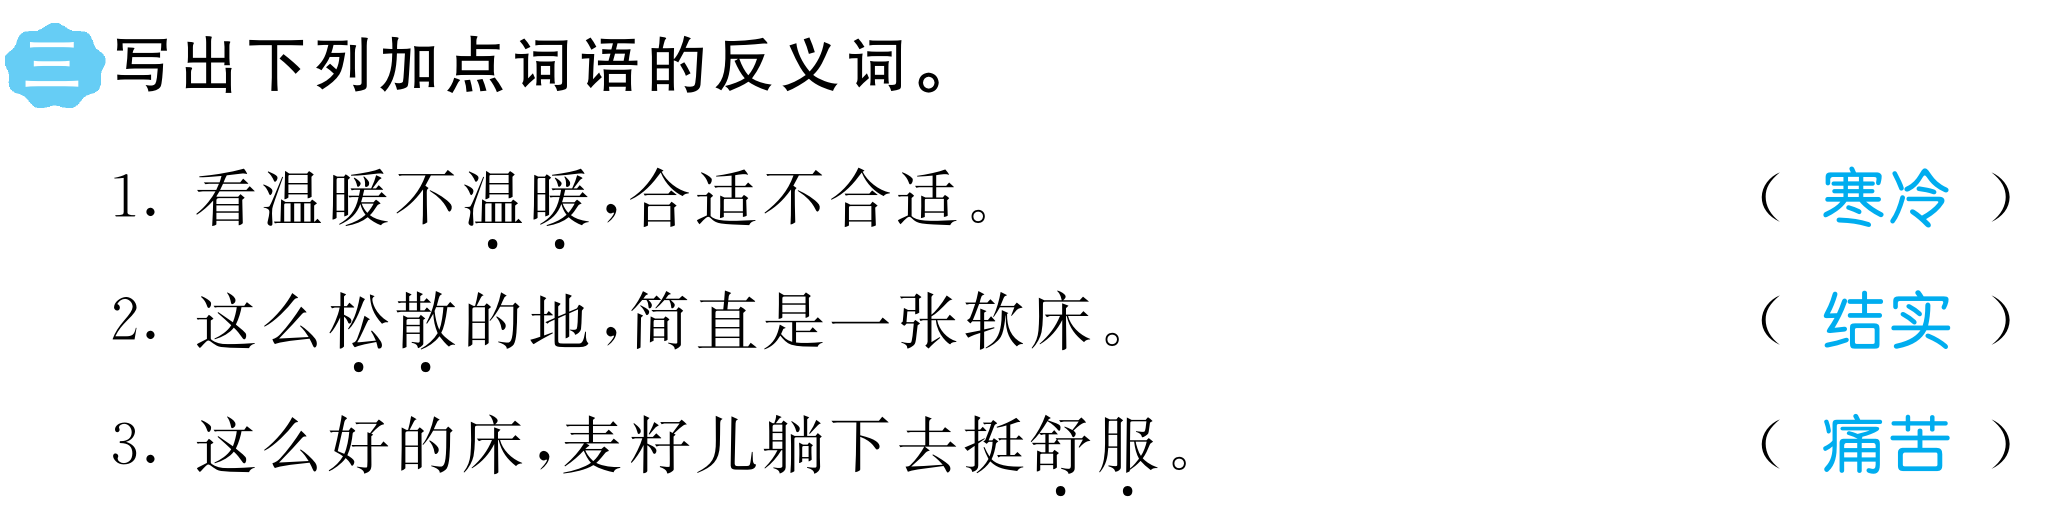 三 写出下列加点词语的反义词。
1. 看温暖不温暖,合适不合适。 ( 寒冷 )
2. 这么松散的地,简直是一张软床。 ( 结实 )
3. 这么好的床,麦籽儿躺下去挺舒服。 ( 痛苦 )